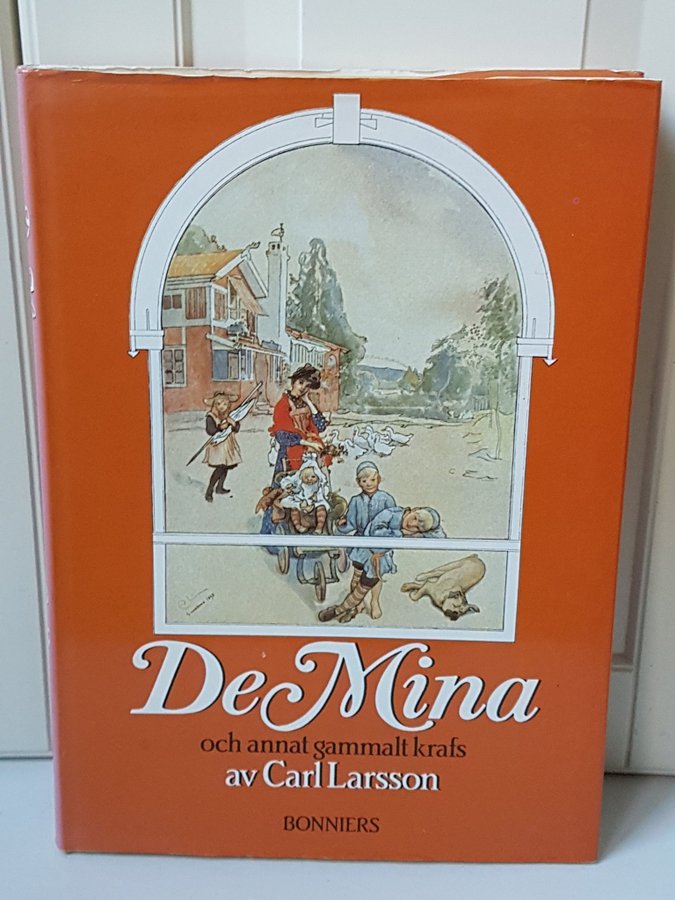 De Mina
och annat gammalt krafs
av Carl Larsson
BONNIERS